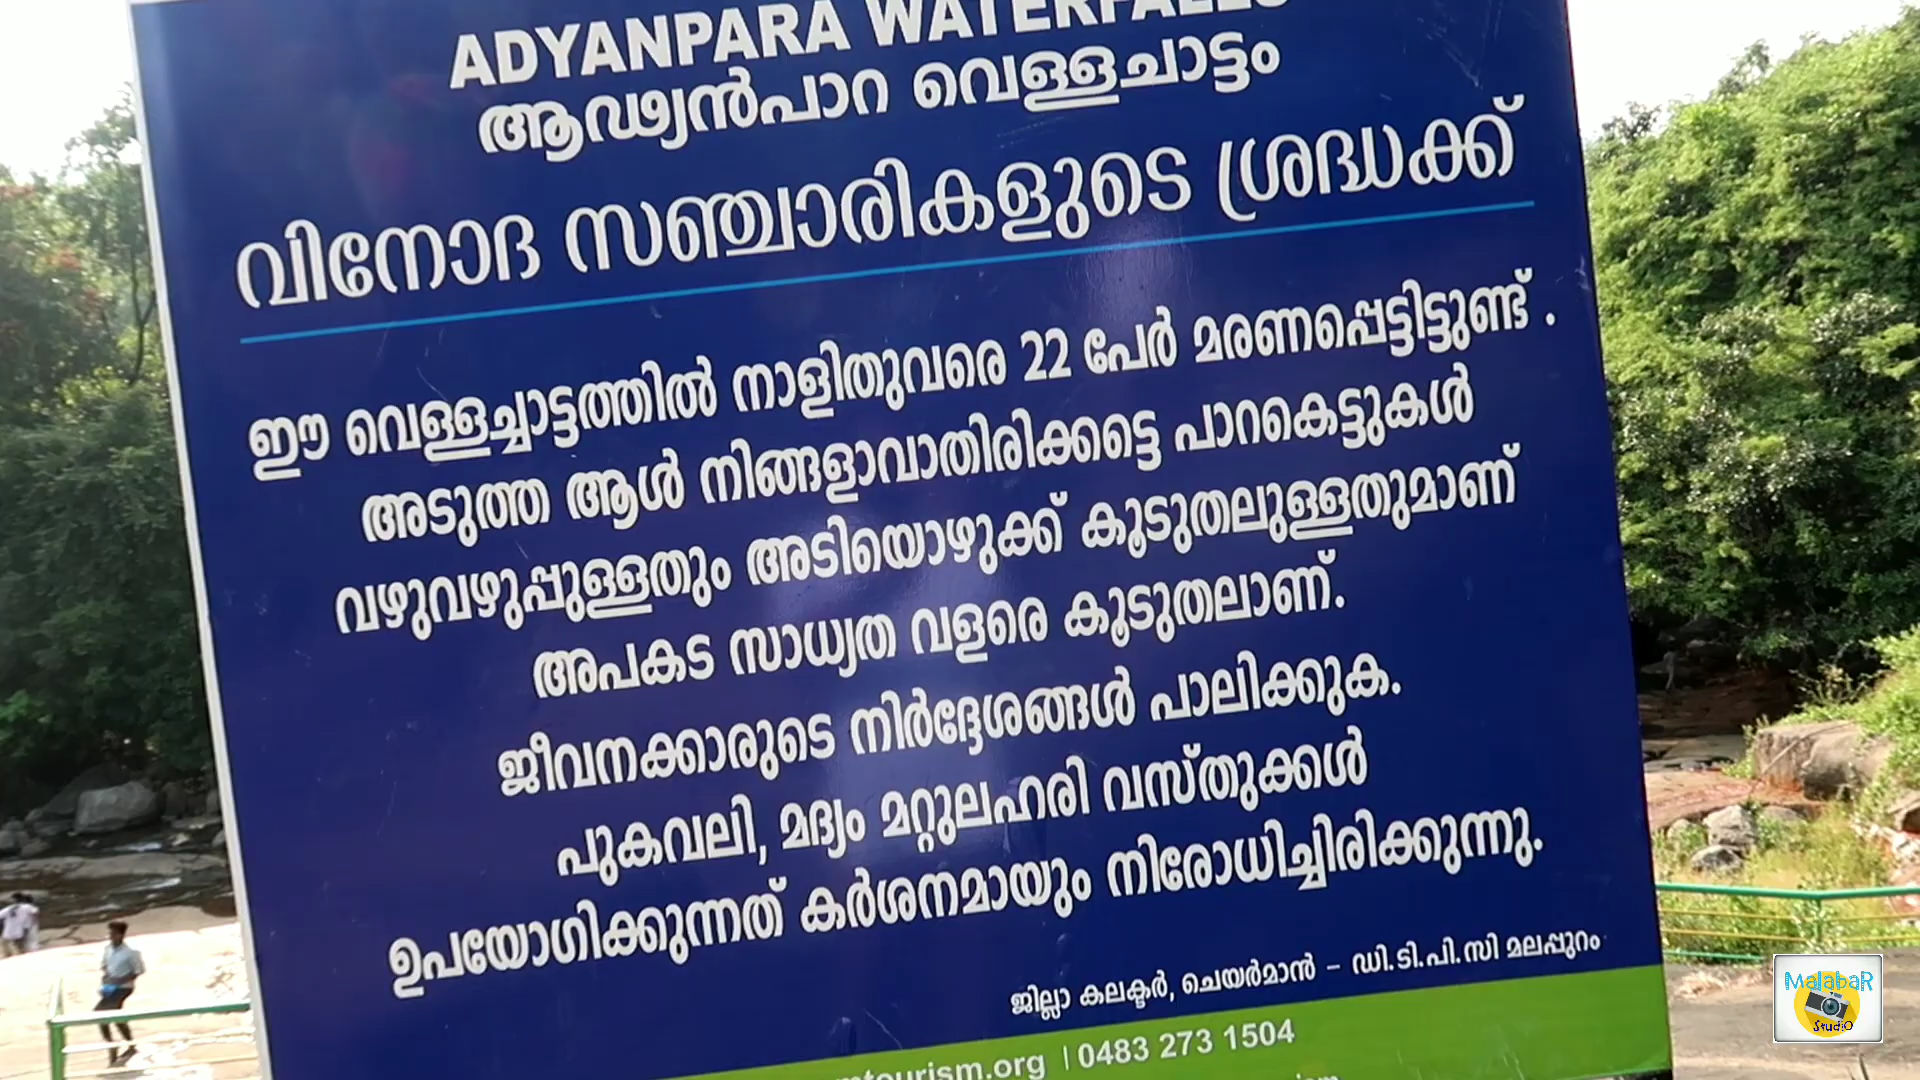 ADYANPARA WATERFALLS
ആഢ്യൻപാറ വെള്ളചാട്ടം
വിനോദ സഞ്ചാരികളുടെ ശ്രദ്ധക്ക്
ഈ വെള്ളച്ചാട്ടത്തിൽ നാളിതുവരെ 22 പേർ മരണപ്പെട്ടിട്ടുണ്ട് .
അടുത്ത ആൾ നിങ്ങളാവാതിരിക്കട്ടെ പാറകെട്ടുകൾ
വഴുവഴുപ്പുള്ളതും അടിയൊഴുക്ക് കൂടുതലുള്ളതുമാണ്
അപകട സാധ്യത വളരെ കൂടുതലാണ്.
ജീവനക്കാരുടെ നിർദ്ദേശങ്ങൾ പാലിക്കുക.
പുകവലി, മദ്യം മറ്റുലഹരി വസ്തുക്കൾ
ഉപയോഗിക്കുന്നത് കർശനമായും നിരോധിച്ചിരിക്കുന്നു.
ജില്ലാ കലക്ടർ, ചെയർമാൻ - ഡി.ടി.പി.സി മലപ്പുറം
mtourism.org | 0483 273 1504
MalabaR
StudiO